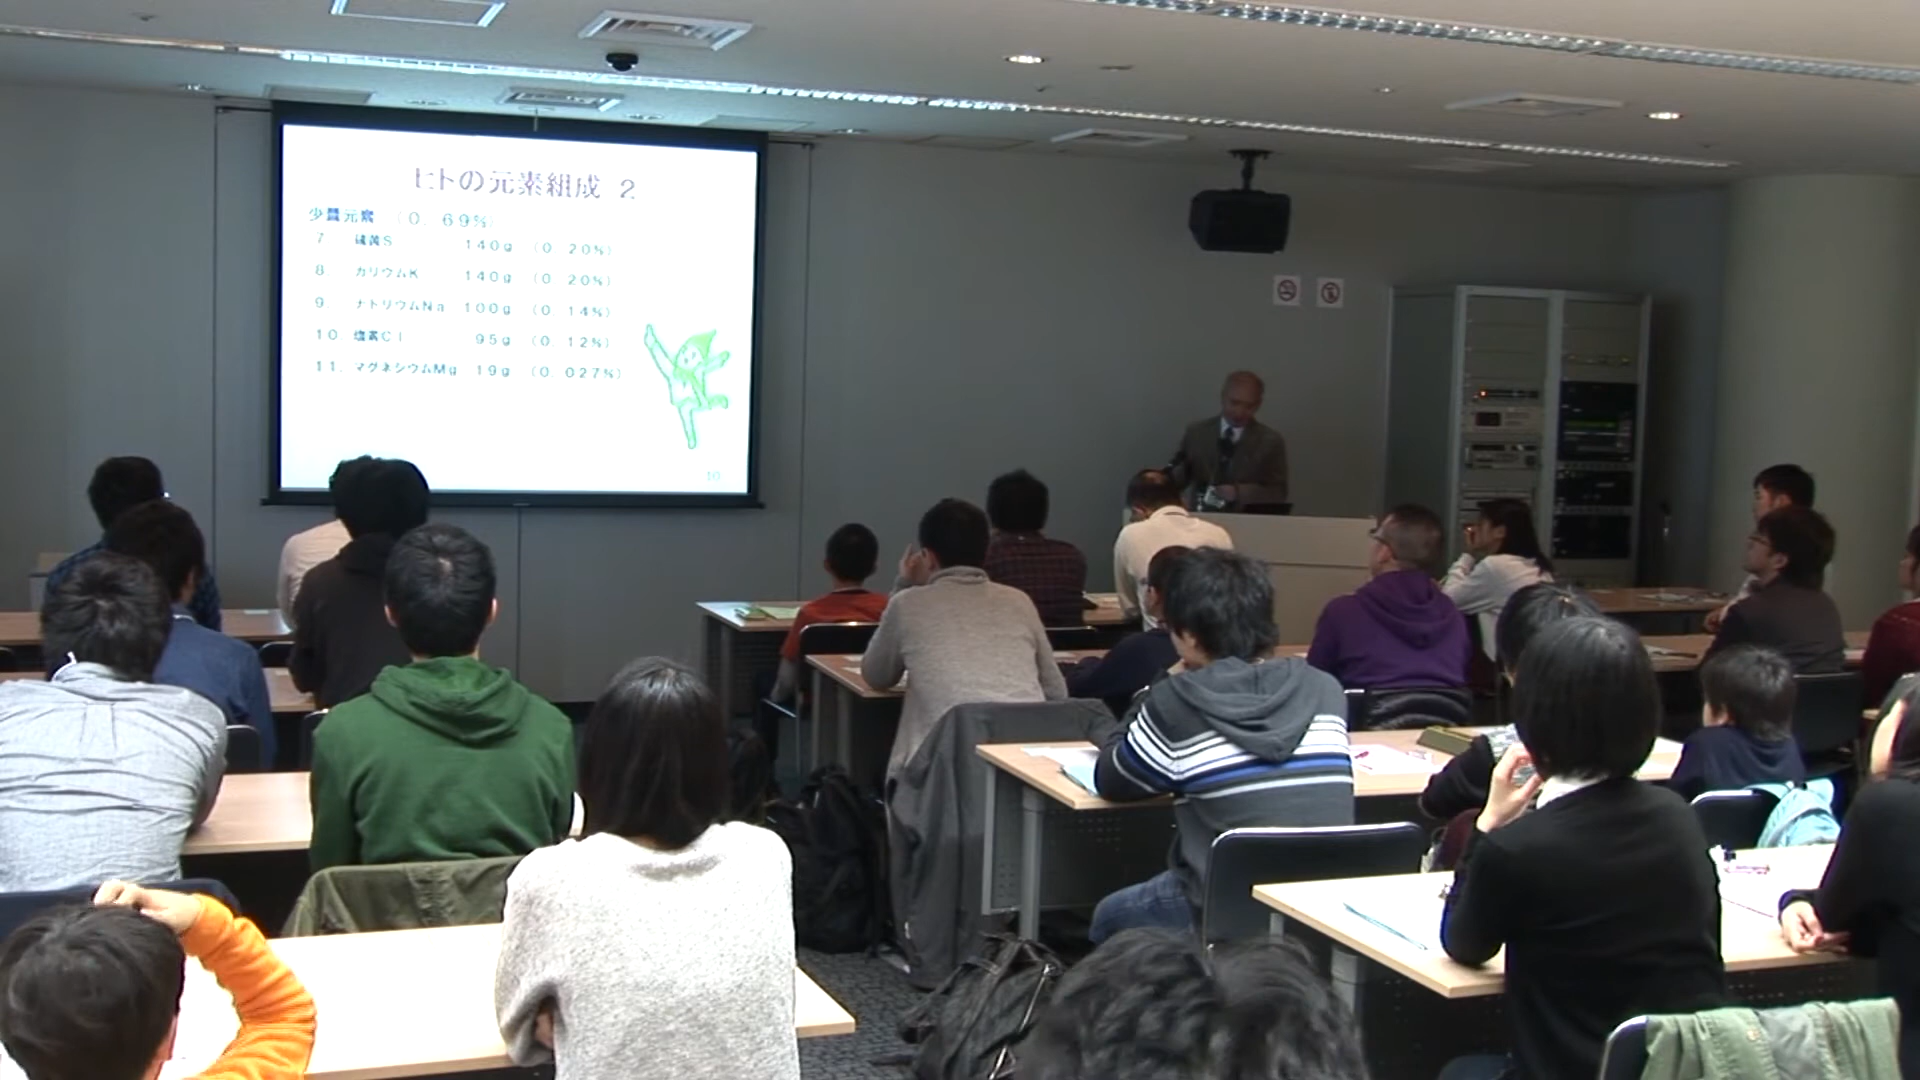 ヒトの元素組成 2
少量元素 （0．69%）
7 硫黄S 140g （0．20%）
8 カリウムK 140g （0．20%）
9 ナトリウムNa 100g （0．14%）
10 塩素Cl 95g （0．12%）
11．マグネシウムMg 19g （0．027%）